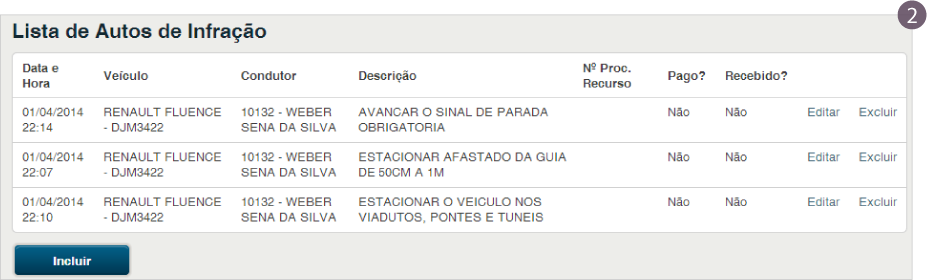 2
Lista de Autos de Infração
Data e Hora Veículo Condutor Descrição Nº Proc. Recurso Pago? Recebido?
01/04/2014 RENAULT FLUENCE 10132 - WEBER AVANCAR O SINAL DE PARADA Não Não Editar Excluir
22:14 - DJM3422 SENA DA SILVA OBRIGATORIA
01/04/2014 RENAULT FLUENCE 10132 - WEBER ESTACIONAR AFASTADO DA GUIA Não Não Editar Excluir
22:07 - DJM3422 SENA DA SILVA DE 50CM A 1M
01/04/2014 RENAULT FLUENCE 10132 - WEBER ESTACIONAR O VEICULO NOS Não Não Editar Excluir
22:10 - DJM3422 SENA DA SILVA VIADUTOS, PONTES E TUNEIS
Incluir